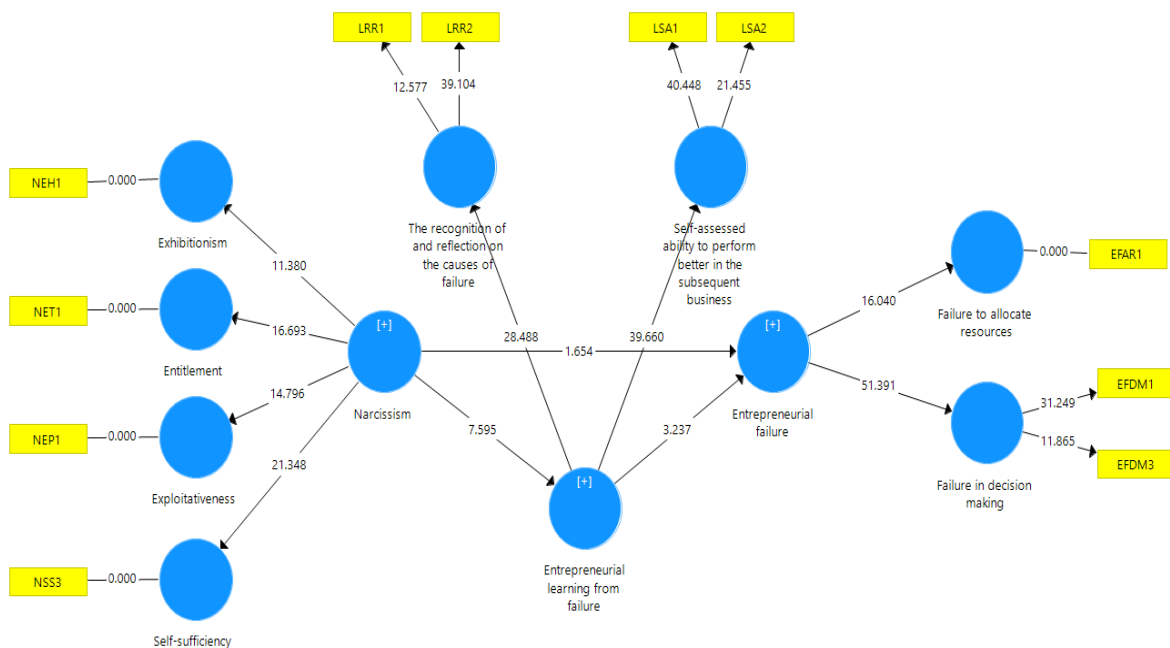 LRR1
LRR2
LSA1
LSA2
12.577
39.104
40.448
21.455
NEH1
0.000
Exhibitionism
The recognition of
and reflection on
the causes of
failure
Self-assessed
ability to perform
better in the
subsequent
business
0.000
EFAR1
Failure to allocate
resources
11.380
NET1
0.000
Entitlement
16.693
[+]
Narcissism
28.488
1.654
39.660
[+]
Entrepreneurial
failure
16.040
51.391
14.796
NEP1
0.000
Exploitativeness
7.595
3.237
31.249
EFDM1
11.865
EFDM3
Failure in decision
making
21.348
[+]
Entrepreneurial
learning from
failure
NSS3
0.000
Self-sufficiency